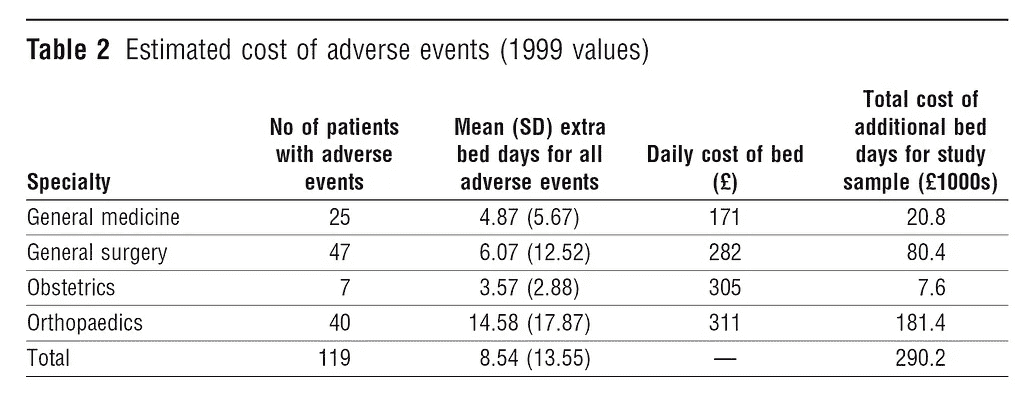 Table 2 Estimated cost of adverse events (1999 values)
Specialty No of patients with adverse events Mean (SD) extra bed days for all adverse events Daily cost of bed (£) Total cost of additional bed days for study sample (£1000s)
General medicine 25 4.87 (5.67) 171 20.8
General surgery 47 6.07 (12.52) 282 80.4
Obstetrics 7 3.57 (2.88) 305 7.6
Orthopaedics 40 14.58 (17.87) 311 181.4
Total 119 8.54 (13.55) — 290.2